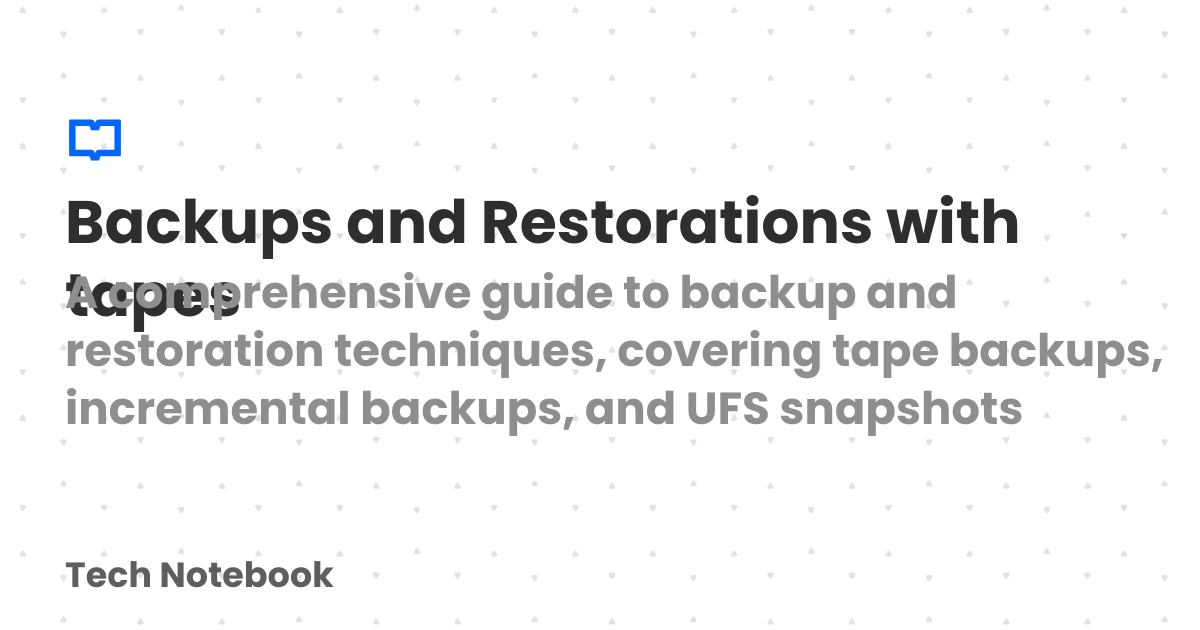 Backups and Restorations with
tapes
A comprehensive guide to backup and
restoration techniques, covering tape backups,
incremental backups, and UFS snapshots
Tech Notebook